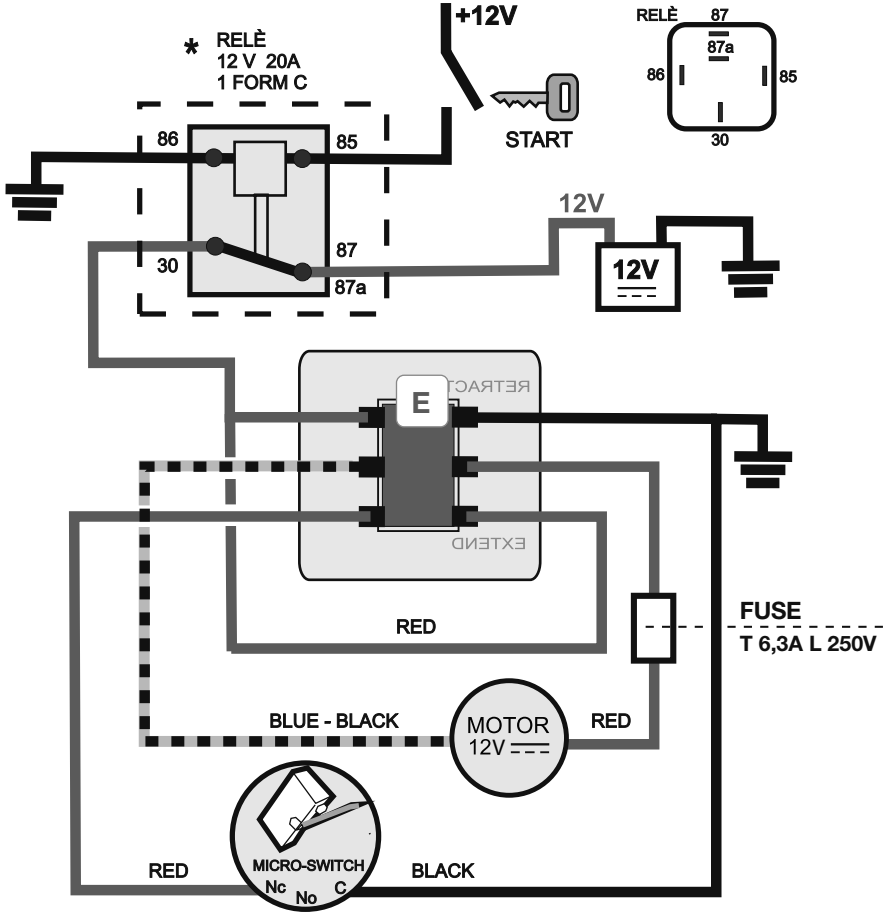 +12V
RELÈ 87
87a
86
85
30
* RELÈ
12 V 20A
1 FORM C
START
86
85
30
87
87a
12V
12V
RETRACT
E
EXTEND
RED
FUSE
T 6,3A L 250V
BLUE - BLACK
MOTOR
12V
RED
MICRO-SWITCH
Nc
No
C
RED
BLACK